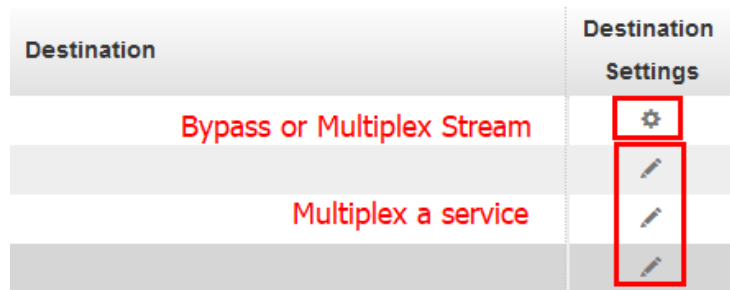 Destination
Destination
Settings
Bypass or Multiplex Stream
Multiplex a service